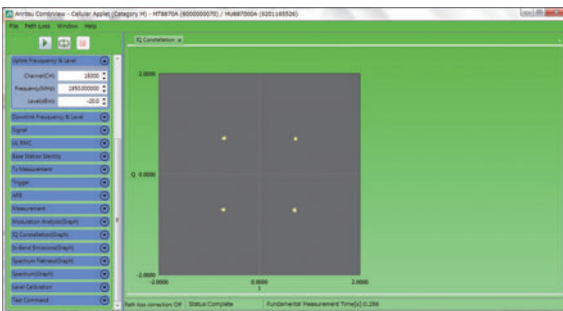 Anritsu CombiView - Cellular Applet (Category H) - MT8870A (6000000070) / MU887000A (6201165526)
File Path Loss Window Help
IQ Constellation
Uplink Frequency & Level
Channel(CH) 18300
Frequency(MHz) 1950.000000
Level(dBm) -20.0
Downlink Frequency & Level
Signal
UL RMC
Base Station Identity
Tx Measurement
Trigger
ARB
Measurement
Modulation Analysis(Graph)
IQ Constellation(Graph)
In-Band Emissions(Graph)
Spectrum Flatness(Graph)
Spectrum(Graph)
Level Calibration
Test Command
2.0000
Q 0.0000
-2.0000
-2.0000 0.0000 2.0000
I
Path loss correction Off Status:Complete Fundamental Measurement Time[s]:0.286